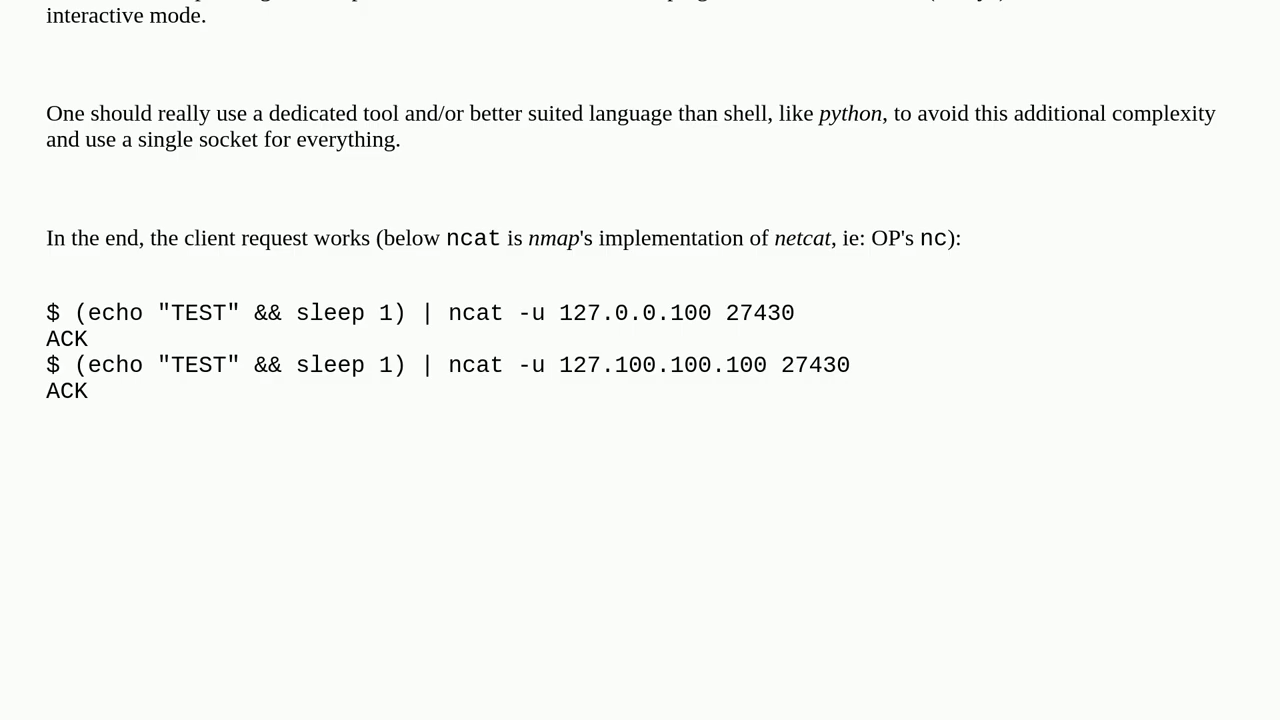 interactive mode.
One should really use a dedicated tool and/or better suited language than shell, like python, to avoid this additional complexity
and use a single socket for everything.
In the end, the client request works (below ncat is nmap's implementation of netcat, ie: OP's nc):
$ (echo "TEST" && sleep 1) | ncat -u 127.0.0.100 27430
ACK
$ (echo "TEST" && sleep 1) | ncat -u 127.100.100.100 27430
ACK